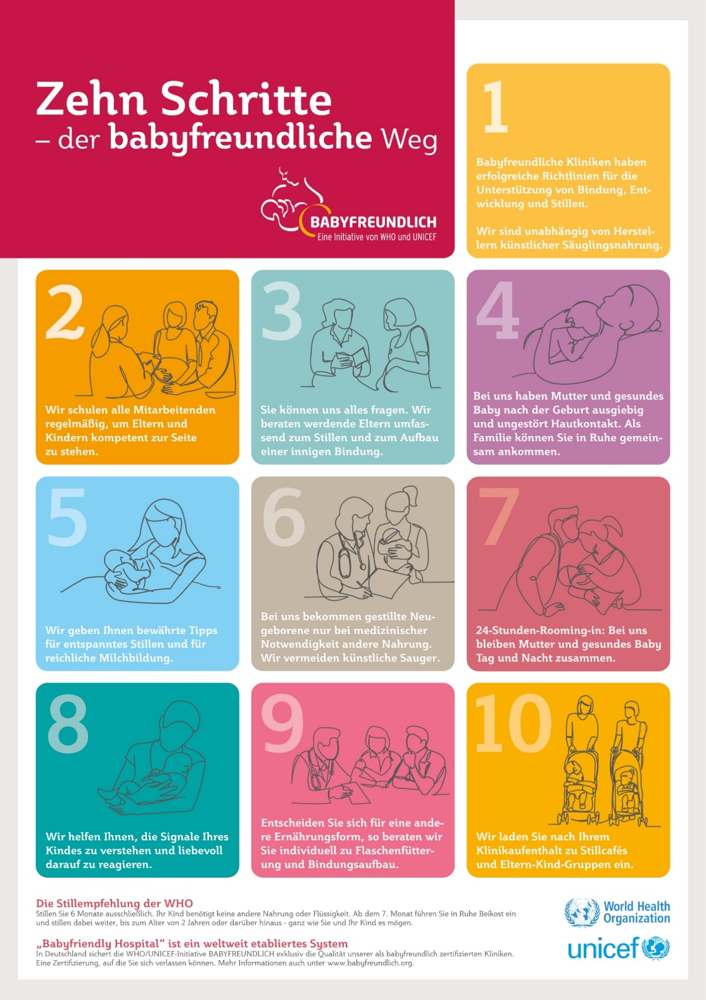 Zehn Schritte
– der babyfreundliche Weg
BABYFREUNDLICH
Eine Initiative von WHO und UNICEF
1
Babyfreundliche Kliniken haben
erfolgreiche Richtlinien für die
Unterstützung von Bindung, Ent-
wicklung und Stillen.
Wir sind unabhängig von Herstel-
lern künstlicher Säuglingsnahrung.
2
Wir schulen alle Mitarbeitenden
regelmäßig, um Eltern und
Kindern kompetent zur Seite
zu stehen.
3
Sie können uns alles fragen. Wir
beraten werdende Eltern umfas-
send zum Stillen und zum Aufbau
einer innigen Bindung.
4
Bei uns haben Mutter und gesundes
Baby nach der Geburt ausgiebig
und ungestört Hautkontakt. Als
Familie können Sie in Ruhe gemein-
sam ankommen.
5
Wir geben Ihnen bewährte Tipps
für entspanntes Stillen und für
reichliche Milchbildung.
6
Bei uns bekommen gestillte Neu-
geborene nur bei medizinischer
Notwendigkeit andere Nahrung.
Wir vermeiden künstliche Sauger.
7
24-Stunden-Rooming-in: Bei uns
bleiben Mutter und gesundes Baby
Tag und Nacht zusammen.
8
Wir helfen Ihnen, die Signale Ihres
Kindes zu verstehen und liebevoll
darauf zu reagieren.
9
Entscheiden Sie sich für eine ande-
re Ernährungsform, so beraten wir
Sie individuell zu Flaschenfütter-
ung und Bindungsaufbau.
10
Wir laden Sie nach Ihrem
Klinikaufenthalt zu Stillcafés
und Eltern-Kind-Gruppen ein.
Die Stillempfehlung der WHO
Stillen Sie 6 Monate ausschließlich. Ihr Kind benötigt keine andere Nahrung oder Flüssigkeit. Ab dem 7. Monat führen Sie in Ruhe Beikost ein
und stillen dabei weiter, bis zum Alter von 2 Jahren oder darüber hinaus - ganz wie Sie und Ihr Kind es mögen.
„Babyfriendly Hospital“ ist ein weltweit etabliertes System
In Deutschland sichert die WHO/UNICEF-Initiative BABYFREUNDLICH exklusiv die Qualität unserer als babyfreundlich zertifizierten Kliniken.
Eine Zertifizierung, auf die Sie sich verlassen können. Mehr Informationen auch unter www.babyfreundlich.org.
World Health
Organization
unicef